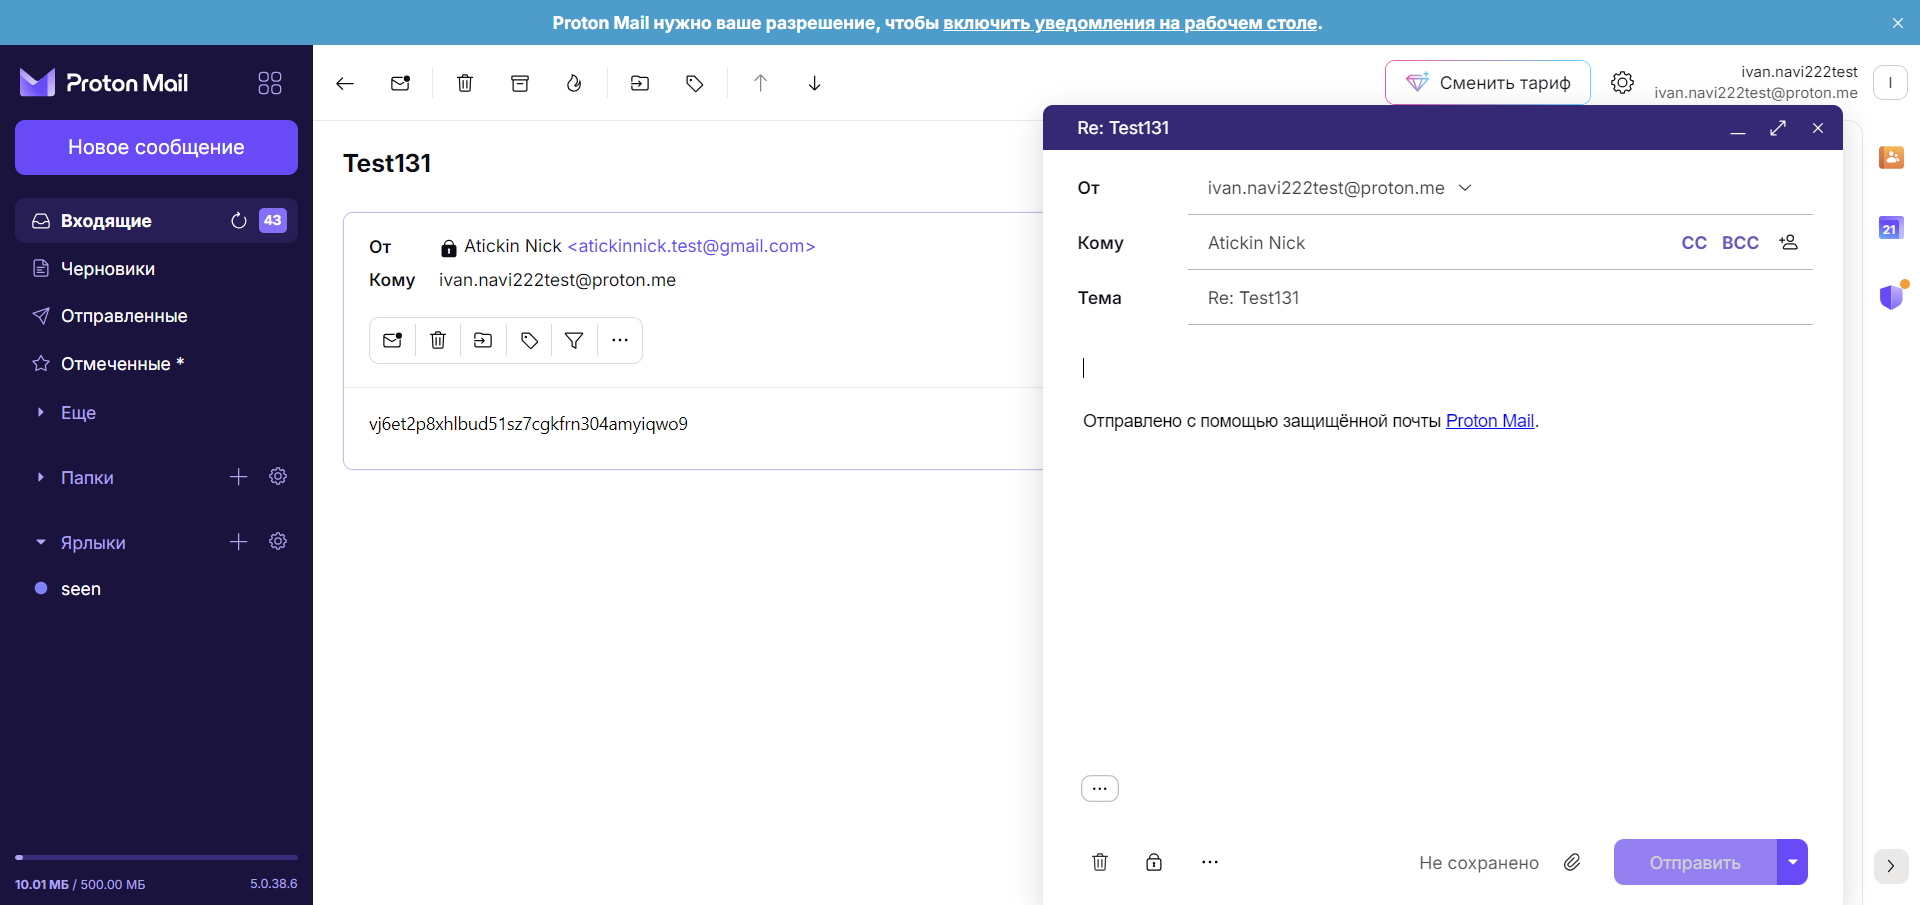 Proton Mail нужно ваше разрешение, чтобы включить уведомления на рабочем столе.
Proton Mail
Новое сообщение
Входящие 43
Черновики
Отправленные
Отмеченные *
Еще
Папки
Ярлыки
seen
10.01 МБ / 500.00 МБ 5.0.38.6
Сменить тариф
ivan.navi222test
ivan.navi222test@proton.me
I
Test131
От Atickin Nick <atickinnick.test@gmail.com>
Кому ivan.navi222test@proton.me
vj6et2p8xhlbud51sz7cgkfrn304amyiqwo9
Re: Test131
От ivan.navi222test@proton.me
Кому Atickin Nick CC BCC
Тема Re: Test131
Отправлено с помощью защищённой почты Proton Mail.
Не сохранено Отправить
21